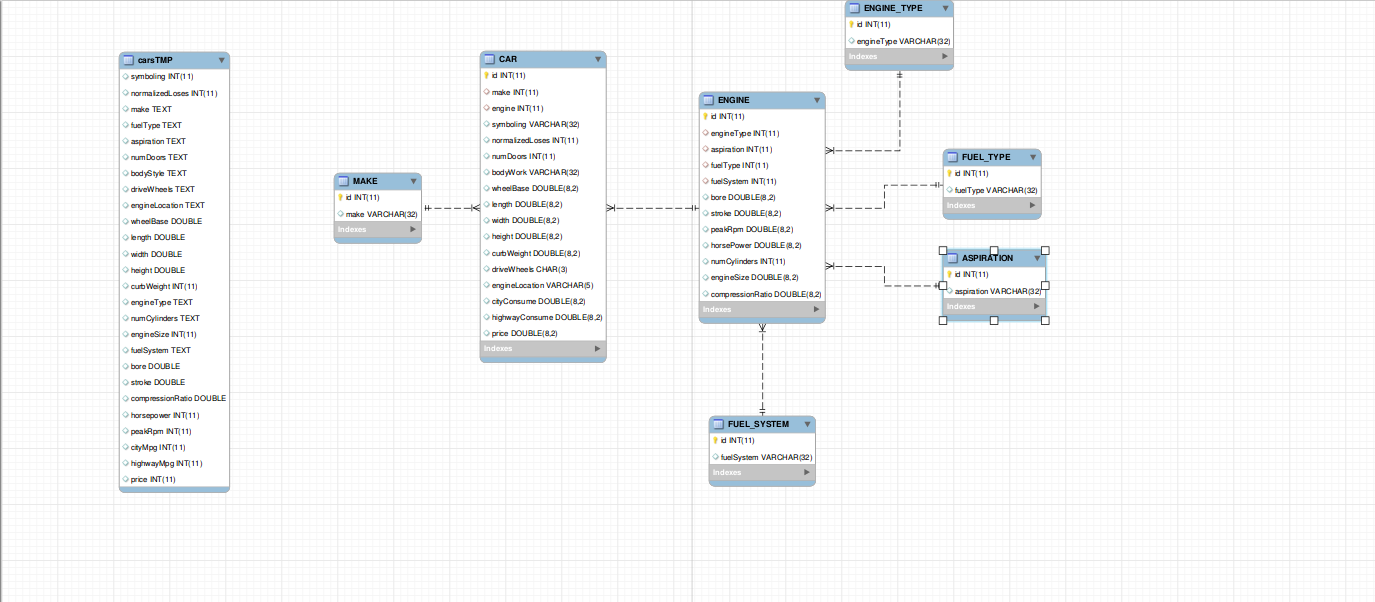 carsTMP
symboling INT(11)
normalizedLoses INT(11)
make TEXT
fuelType TEXT
aspiration TEXT
numDoors TEXT
bodyStyle TEXT
driveWheels TEXT
engineLocation TEXT
wheelBase DOUBLE
length DOUBLE
width DOUBLE
height DOUBLE
curbWeight INT(11)
engineType TEXT
numCylinders TEXT
engineSize INT(11)
fuelSystem TEXT
bore DOUBLE
stroke DOUBLE
compressionRatio DOUBLE
horsepower INT(11)
peakRpm INT(11)
cityMpg INT(11)
highwayMpg INT(11)
price INT(11)
MAKE
id INT(11)
make VARCHAR(32)
Indexes
CAR
id INT(11)
make INT(11)
engine INT(11)
symboling VARCHAR(32)
normalizedLoses INT(11)
numDoors INT(11)
bodyWork VARCHAR(32)
wheelBase DOUBLE(8,2)
length DOUBLE(8,2)
width DOUBLE(8,2)
height DOUBLE(8,2)
curbWeight DOUBLE(8,2)
driveWheels CHAR(3)
engineLocation VARCHAR(5)
cityConsume DOUBLE(8,2)
highwayConsume DOUBLE(8,2)
price DOUBLE(8,2)
Indexes
ENGINE
id INT(11)
engineType INT(11)
aspiration INT(11)
fuelType INT(11)
fuelSystem INT(11)
bore DOUBLE(8,2)
stroke DOUBLE(8,2)
peakRpm DOUBLE(8,2)
horsePower DOUBLE(8,2)
numCylinders INT(11)
engineSize DOUBLE(8,2)
compressionRatio DOUBLE(8,2)
Indexes
ENGINE_TYPE
id INT(11)
engineType VARCHAR(32)
Indexes
FUEL_TYPE
id INT(11)
fuelType VARCHAR(32)
Indexes
ASPIRATION
id INT(11)
aspiration VARCHAR(32)
Indexes
FUEL_SYSTEM
id INT(11)
fuelSystem VARCHAR(32)
Indexes